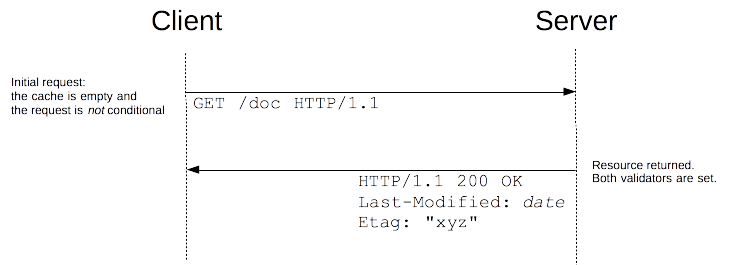 Client
Server
Initial request:
the cache is empty and
the request is not conditional
GET /doc HTTP/1.1
Resource returned.
Both validators are set.
HTTP/1.1 200 OK
Last-Modified: date
Etag: "xyz"